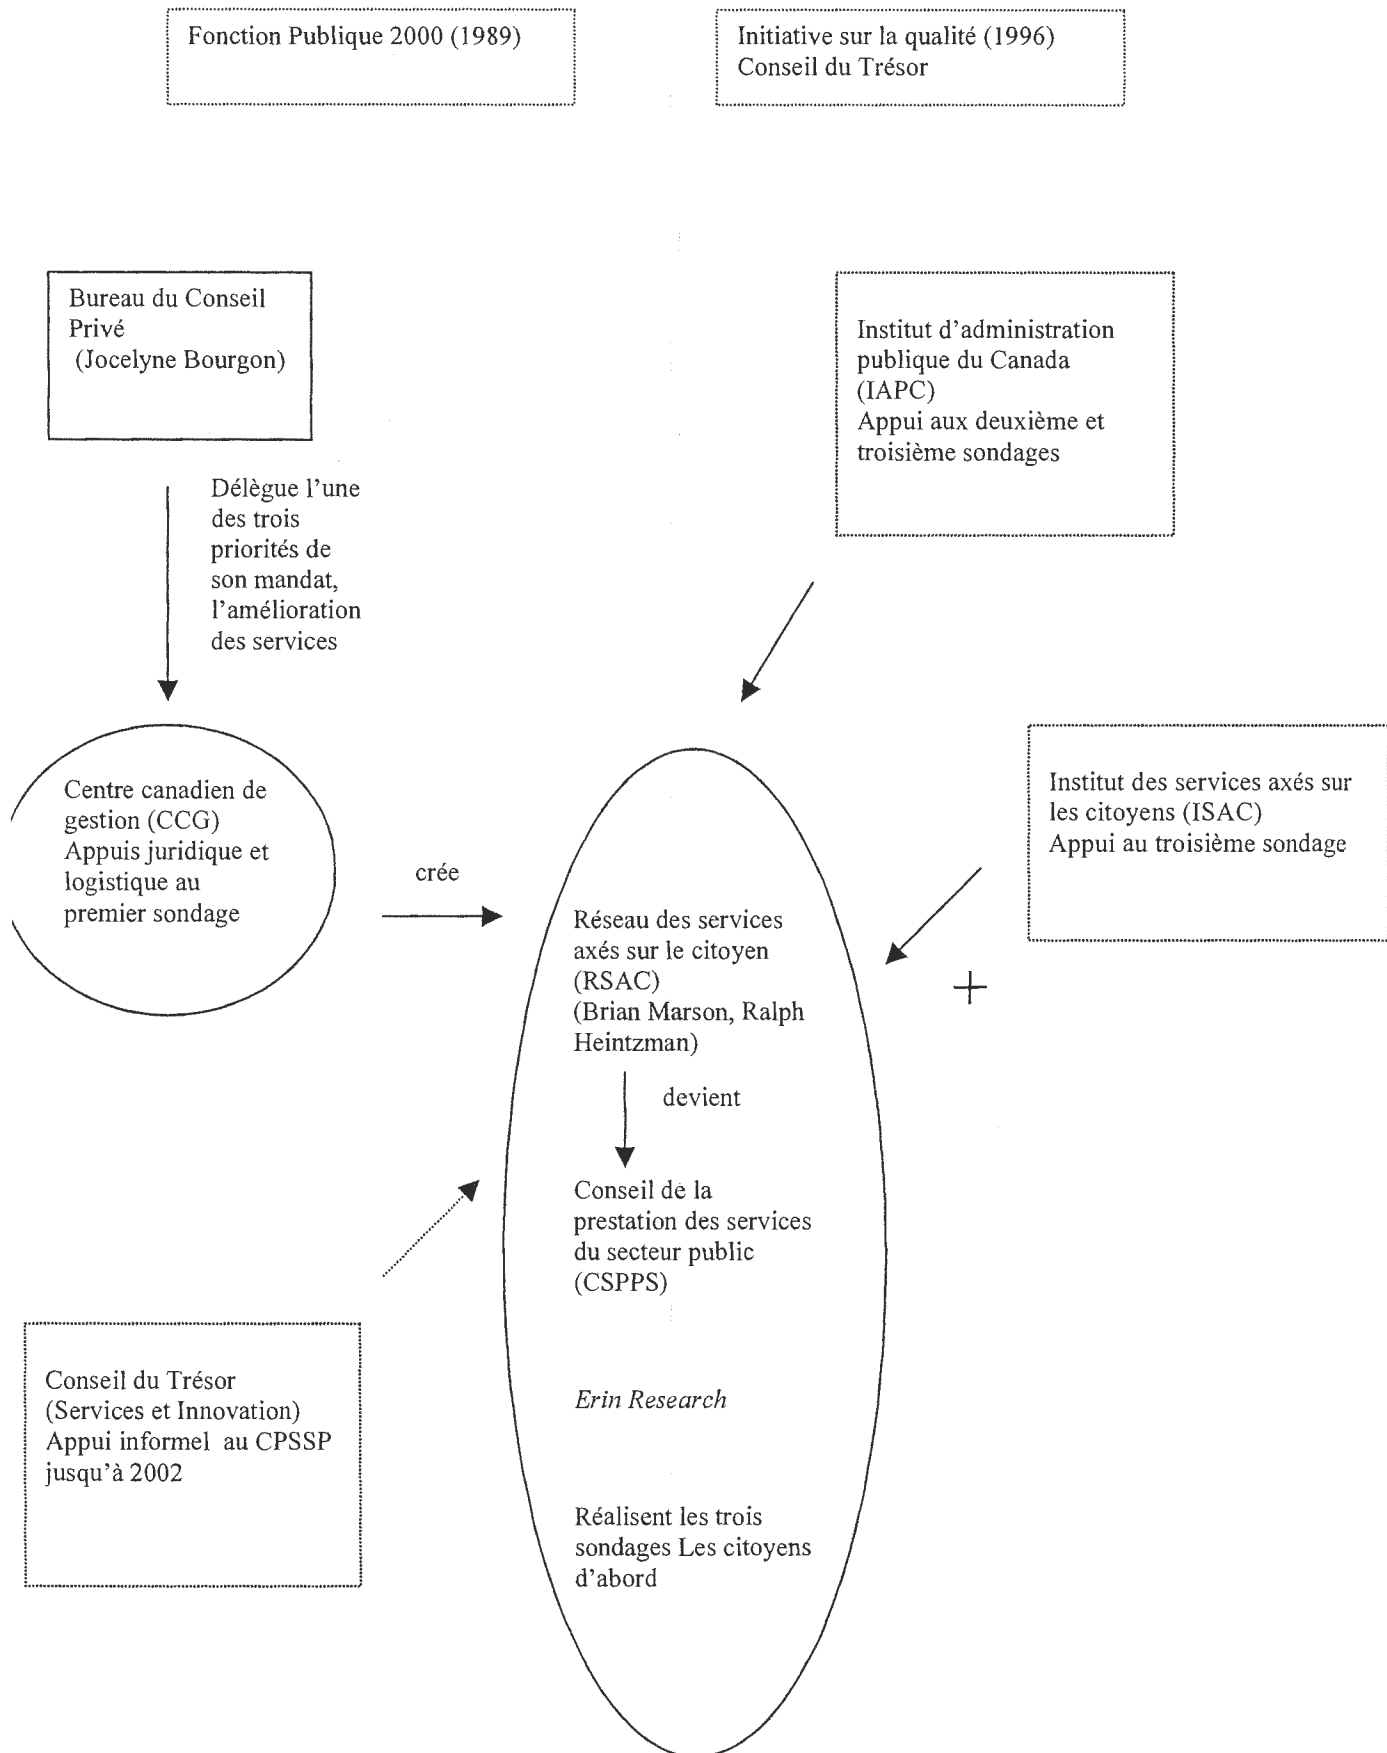 Fonction Publique 2000 (1989)
Initiative sur la qualité (1996)
Conseil du Trésor
Bureau du Conseil
Privé
(Jocelyne Bourgon)
Institut d'administration
publique du Canada
(IAPC)
Appui aux deuxième et
troisième sondages
Délègue l'une
des trois
priorités de
son mandat,
l'amélioration
des services
Centre canadien de
gestion (CCG)
Appuis juridique et
logistique au
premier sondage
crée
Institut des services axés sur
les citoyens (ISAC)
Appui au troisième sondage
+
Réseau des services
axés sur le citoyen
(RSAC)
(Brian Marson, Ralph
Heintzman)
devient
Conseil de la
prestation des services
du secteur public
(CSPPS)
Erin Research
Réalisent les trois
sondages Les citoyens
d'abord
Conseil du Trésor
(Services et Innovation)
Appui informel au CPSSP
jusqu'à 2002